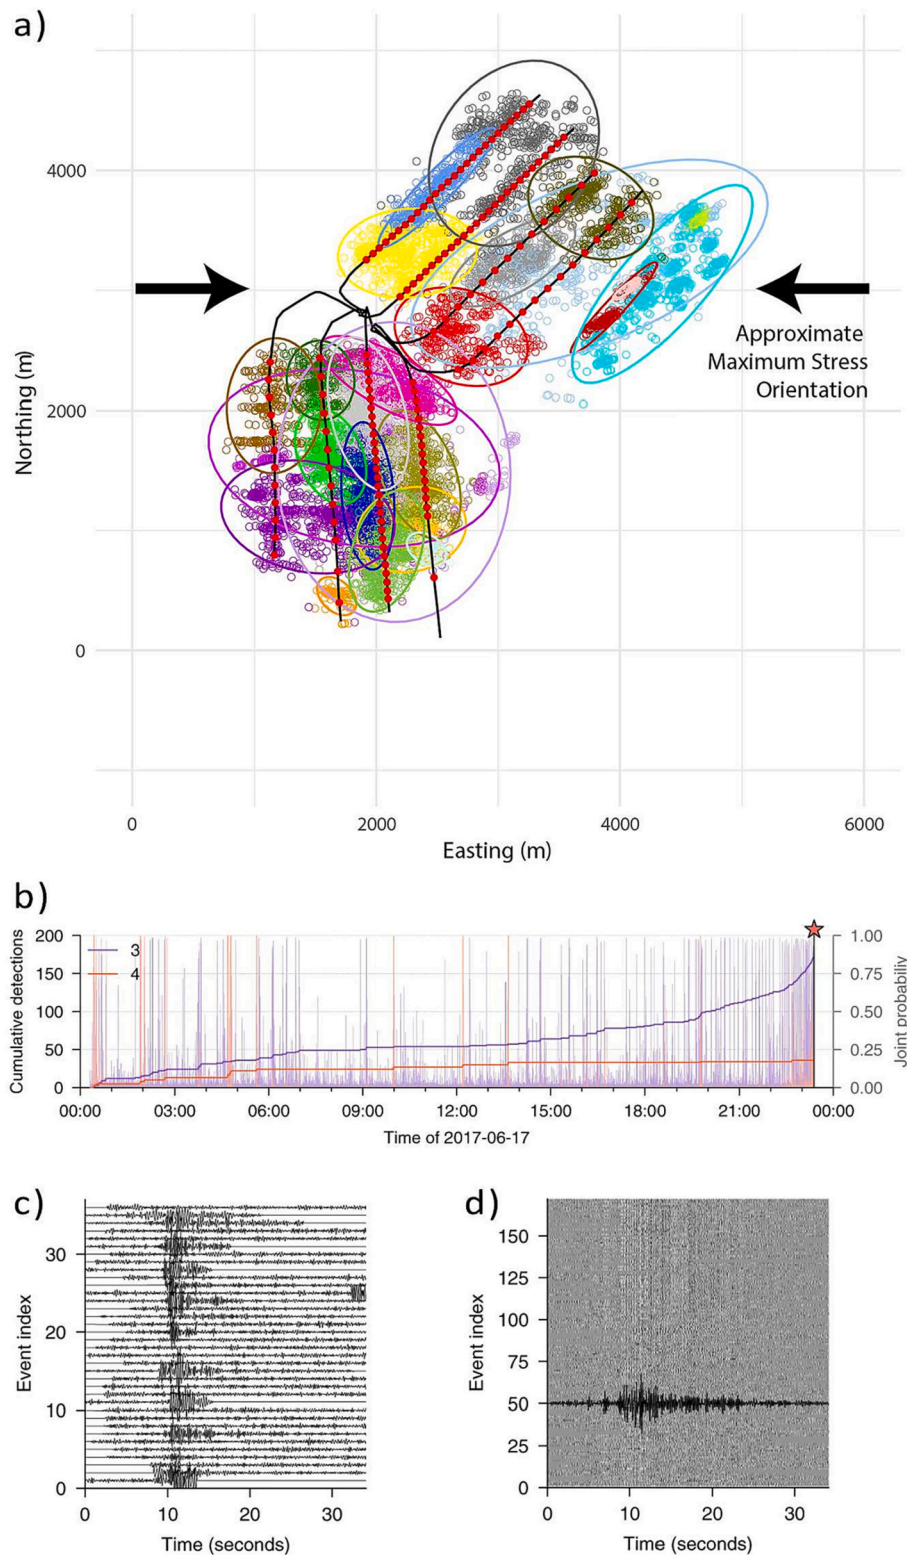 a)
4000
2000
0
Northing (m)
Approximate
Maximum Stress
Orientation
0 2000 4000 6000
Easting (m)
b)
200 1.00
150 0.75
100 0.50
50 0.25
0 0.00
3
4
Cumulative detections
Joint probabiliy
00:00 03:00 06:00 09:00 12:00 15:00 18:00 21:00 00:00
Time of 2017-06-17
c)
30
20
10
0
Event index
0 10 20 30
Time (seconds)
d)
150
125
100
75
50
25
0
Event index
0 10 20 30
Time (seconds)